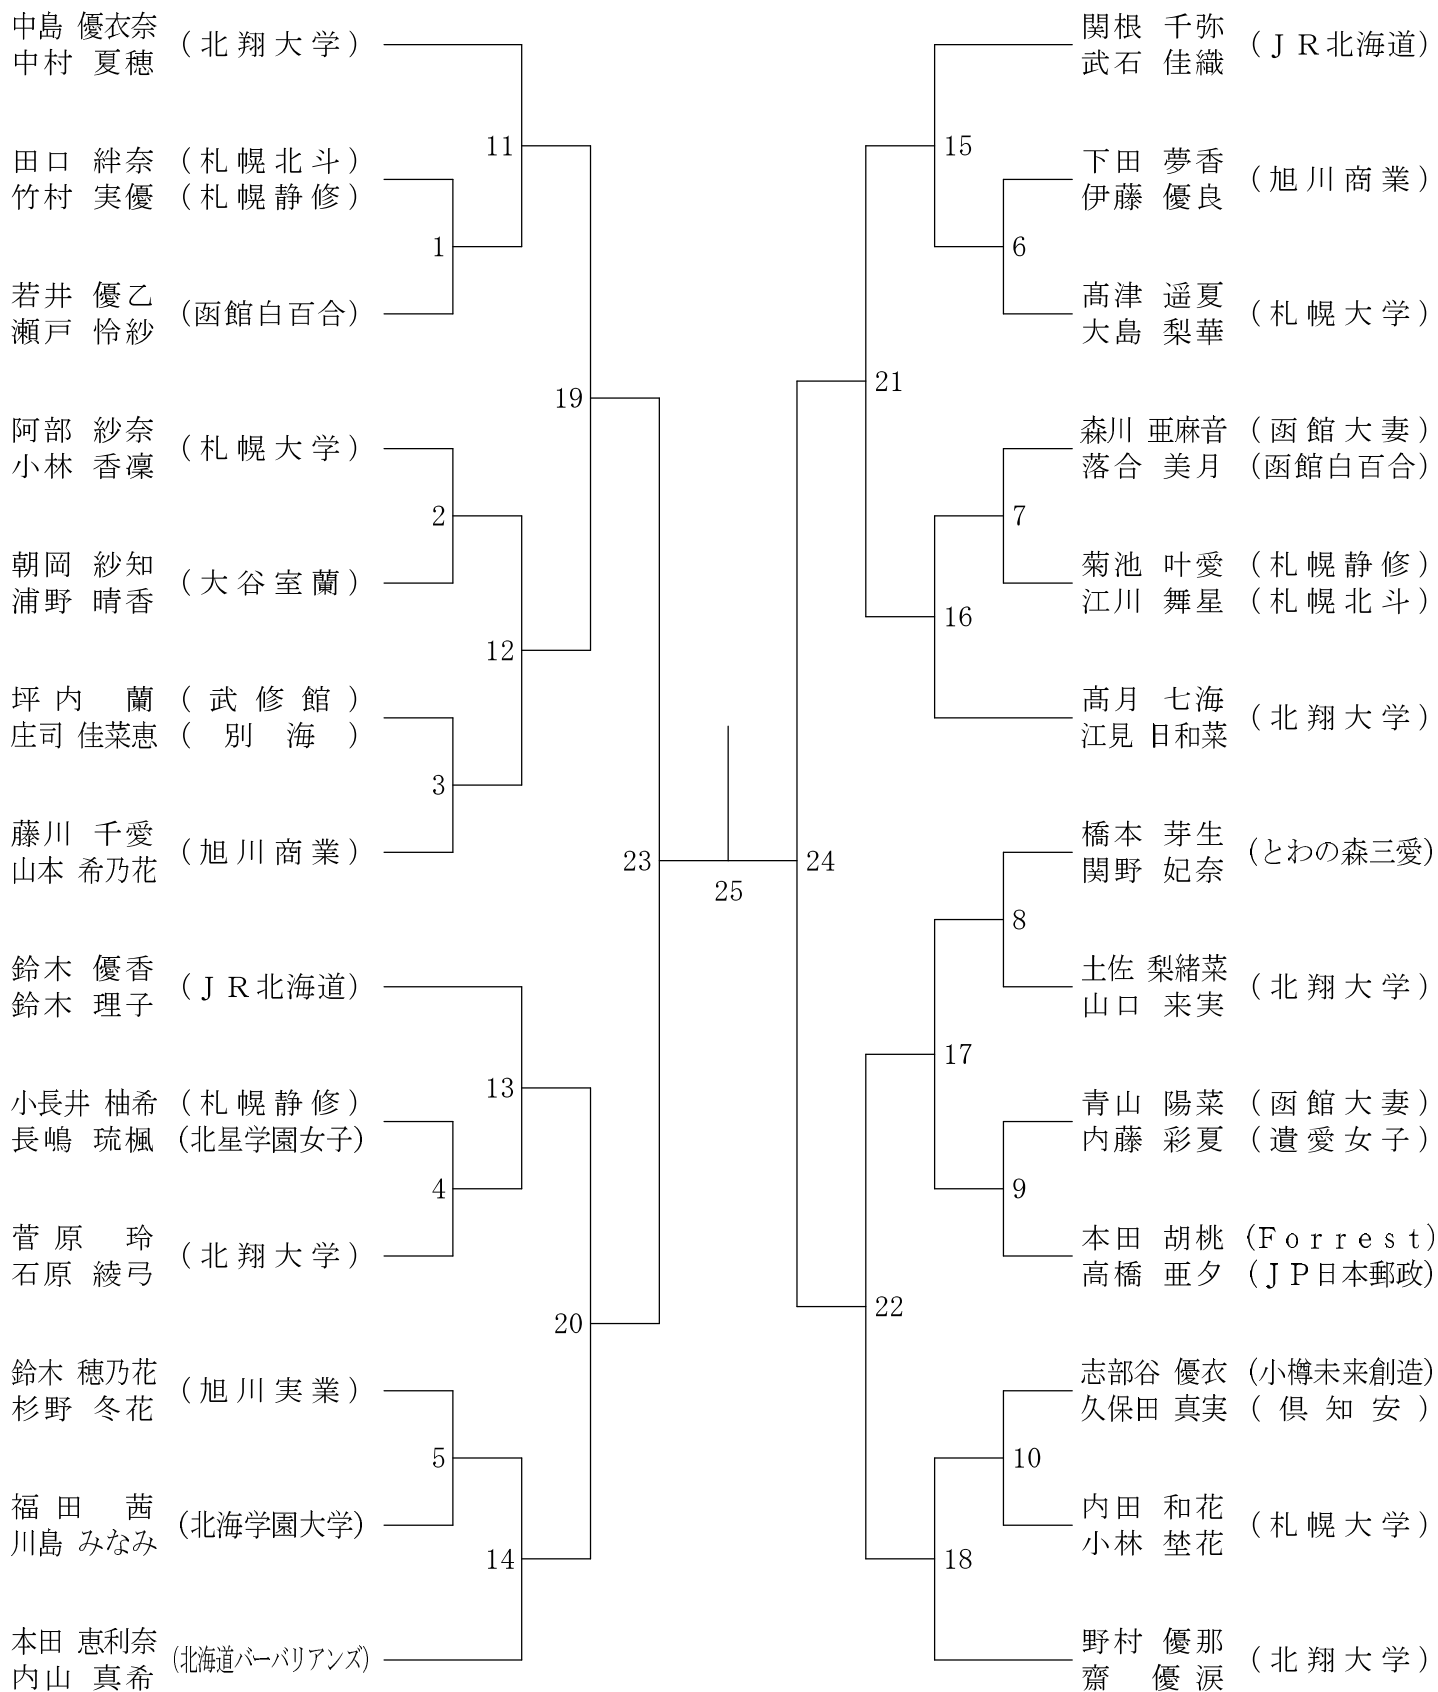 中島 優衣奈 (北翔大学)
中村 夏穂
田口 絆奈 (札幌北斗)
竹村 実優 (札幌静修)
若井 優乙 (函館白百合)
瀬戸 怜紗
阿部 紗奈 (札幌大学)
小林 香凜
朝岡 紗知 (大谷室蘭)
浦野 晴香
坪内 蘭 (武修館)
庄司 佳菜恵 (別海)
藤川 千愛 (旭川商業)
山本 希乃花
鈴木 優香 (JR北海道)
鈴木 理子
小長井 柚希 (札幌静修)
長嶋 琉楓 (北星学園女子)
菅原 玲 (北翔大学)
石原 綾弓
鈴木 穂乃花 (旭川実業)
杉野 冬花
福田 茜 (北海学園大学)
川島 みなみ
本田 恵利奈 (北海道バーバリアンズ)
内山 真希
1
2
3
4
5
11
12
13
14
19
20
23
25
24
21
22
15
16
17
18
6
7
8
9
10
関根 千弥 (JR北海道)
武石 佳織
下田 夢香 (旭川商業)
伊藤 優良
髙津 遥夏 (札幌大学)
大島 梨華
森川 亜麻音 (函館大妻)
落合 美月 (函館白百合)
菊池 叶愛 (札幌静修)
江川 舞星 (札幌北斗)
髙月 七海 (北翔大学)
江見 日和菜
橋本 芽生 (とわの森三愛)
関野 妃奈
土佐 梨緒菜 (北翔大学)
山口 来実
青山 陽菜 (函館大妻)
内藤 彩夏 (遺愛女子)
本田 胡桃 (Forrest)
高橋 亜夕 (JP日本郵政)
志部谷 優衣 (小樽未来創造)
久保田 真実 (倶知安)
内田 和花 (札幌大学)
小林 埜花
野村 優那 (北翔大学)
齋 優涙